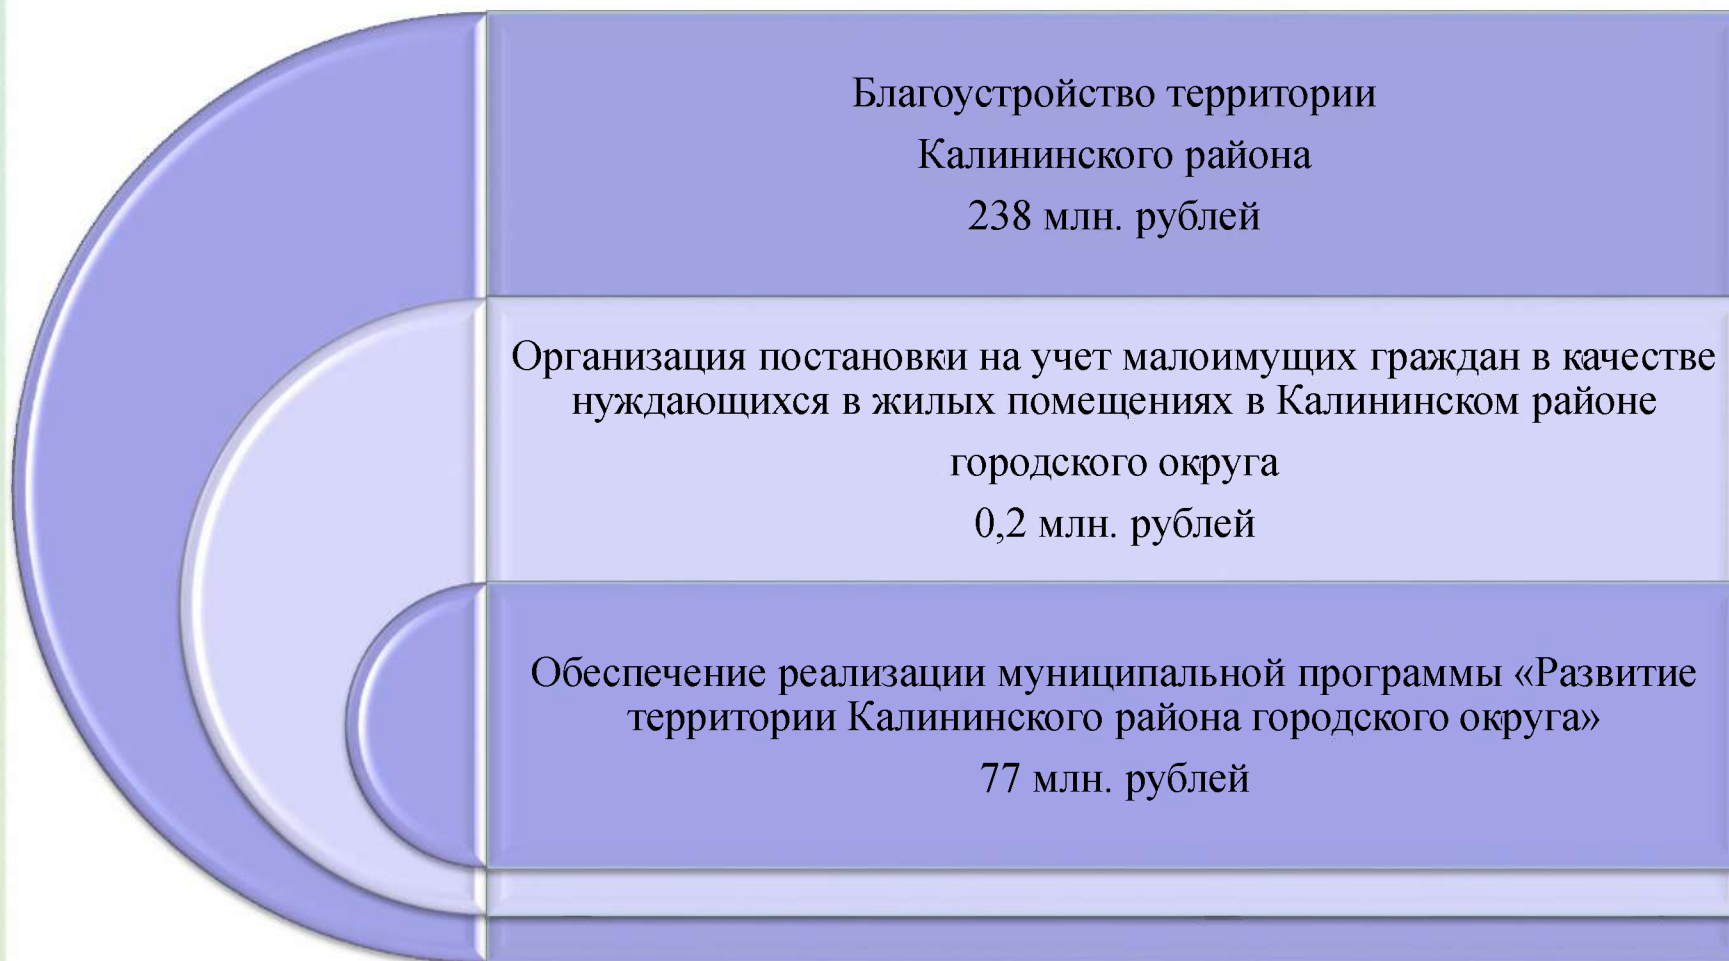 Благоустройство территории
Калининского района
238 млн. рублей
Организация постановки на учет малоимущих граждан в качестве
нуждающихся в жилых помещениях в Калининском районе
городского округа
0,2 млн. рублей
Обеспечение реализации муниципальной программы «Развитие
территории Калининского района городского округа»
77 млн. рублей